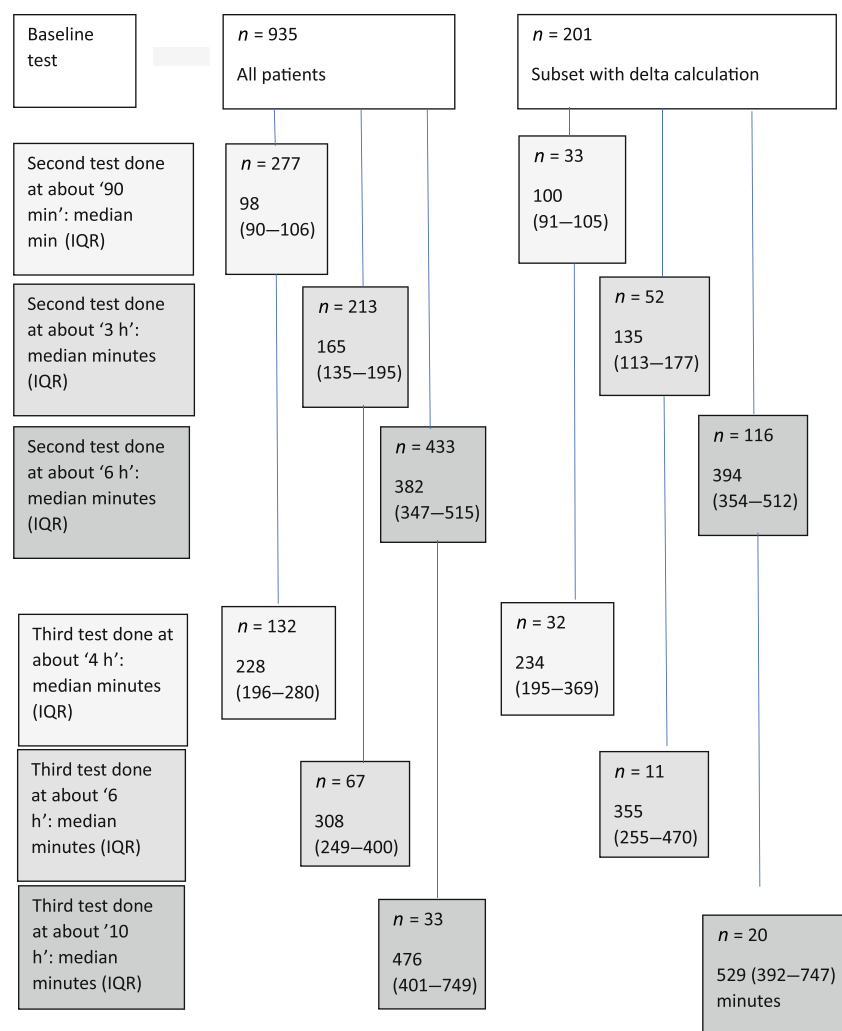 Baseline
test
n = 935
All patients
n = 201
Subset with delta calculation
Second test done
at about ‘90
min’: median
min (IQR)
n = 277
98
(90—106)
n = 33
100
(91—105)
Second test done
at about ‘3 h’:
median minutes
(IQR)
n = 213
165
(135—195)
n = 52
135
(113—177)
Second test done
at about ‘6 h’:
median minutes
(IQR)
n = 433
382
(347—515)
n = 116
394
(354—512)
Third test done at
about ‘4 h’:
median minutes
(IQR)
n = 132
228
(196—280)
n = 32
234
(195—369)
Third test done
at about ‘6
h’: median
minutes (IQR)
n = 67
308
(249—400)
n = 11
355
(255—470)
Third test done
at about ’10
h’: median
minutes (IQR)
n = 33
476
(401—749)
n = 20
529 (392—747)
minutes